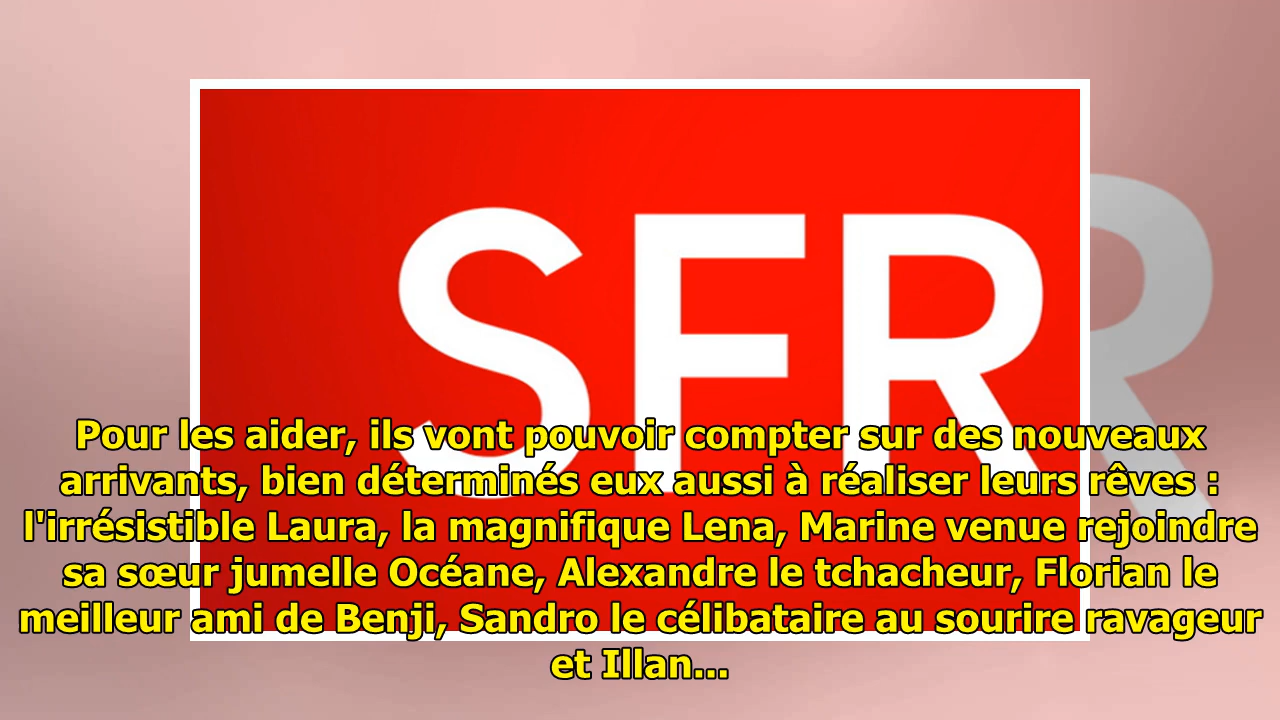 SFR
Pour les aider, ils vont pouvoir compter sur des nouveaux
arrivants, bien déterminés eux aussi à réaliser leurs rêves :
l'irrésistible Laura, la magnifique Lena, Marine venue rejoindre
sa sœur jumelle Océane, Alexandre le tchacheur, Florian le
meilleur ami de Benji, Sandro le célibataire au sourire ravageur
et Illan...